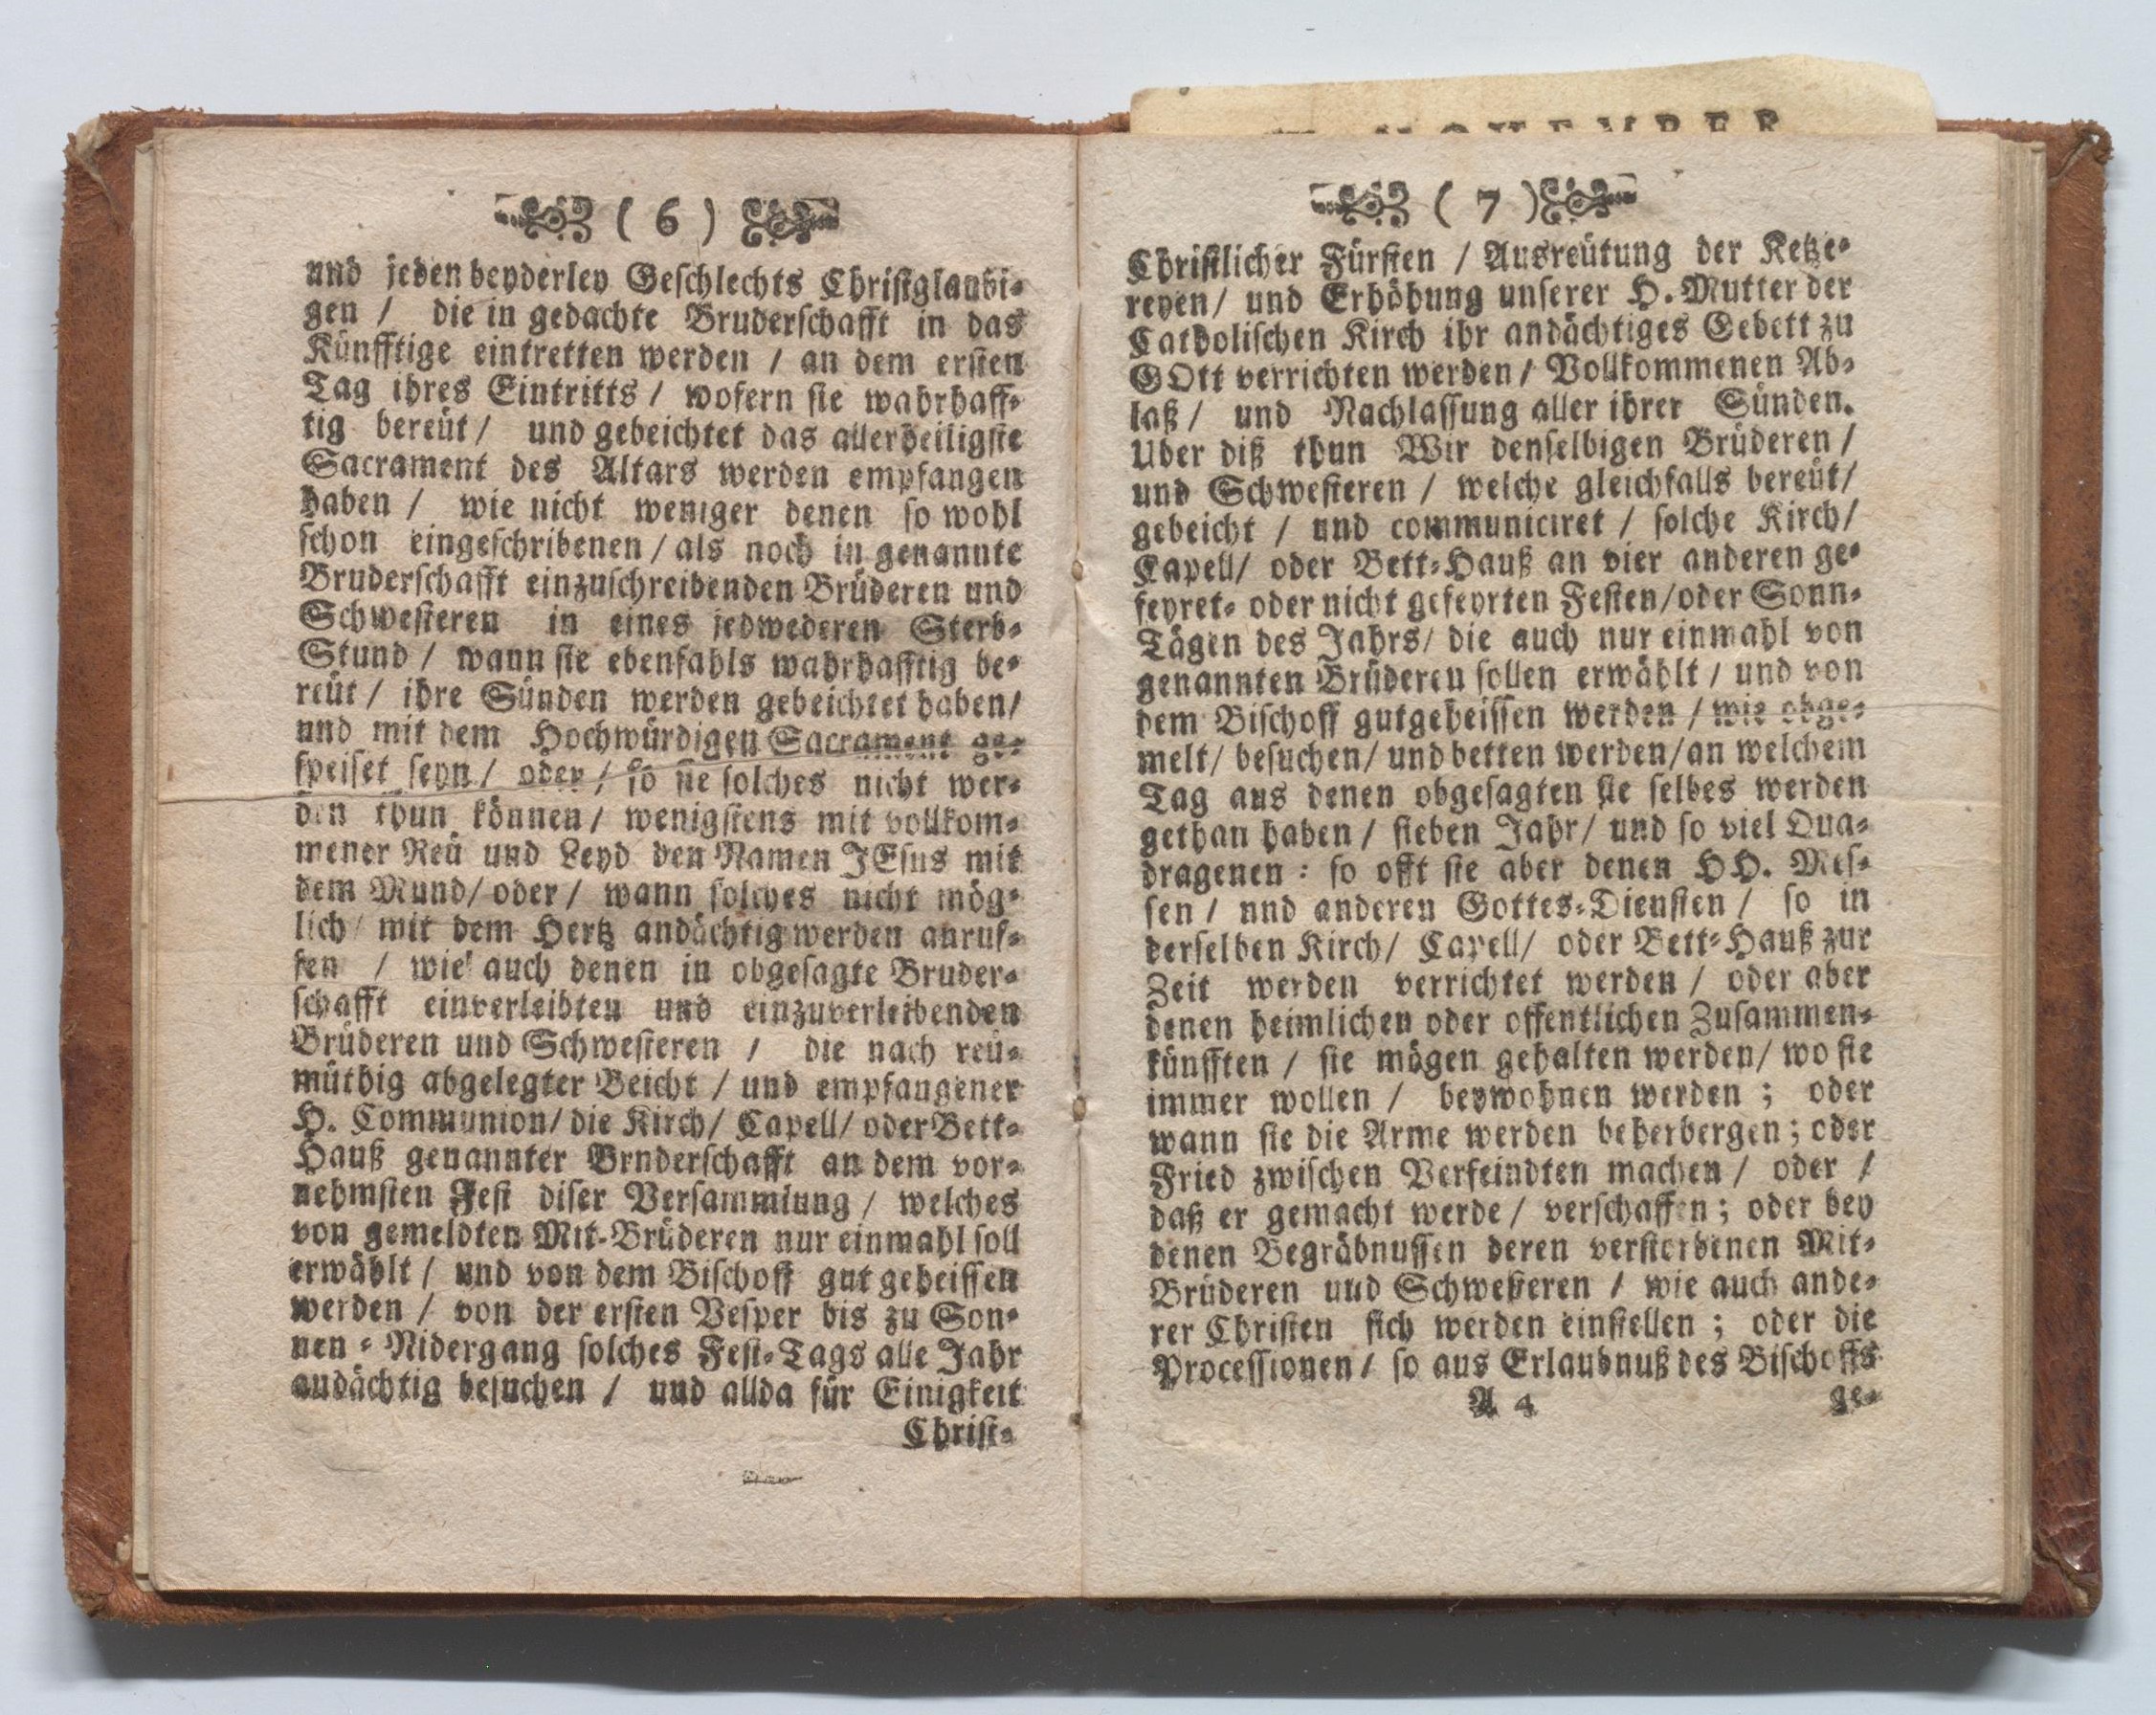 ( 6 )
und jeden beyderley Geschlechts Christglaubi-
gen / die in gedachte Bruderschafft in das
Künfftige eintretten werden / an dem ersten
Tag ihres Eintritts / wofern sie wahrhaff-
tig bereüt / und gebeichtet das allerheiligste
Sacrament des Altars werden empfangen
haben / wie nicht weniger denen so wohl
schon eingeschribenen / als noch in genannte
Bruderschafft einzuschreibenden Brüderen und
Schwesteren in eines jedwederen Sterb-
Stund / wann sie ebenfahls wahrhafftig be-
reüt / ihre Sünden werden gebeichtet haben/
und mit dem Hochwürdigen Sacrament ge-
speiset seyn / oder / so sie solches nicht wer-
den thun können / wenigstens mit vollkom-
mener Reü und Leyd den Namen JEsus mit
dem Mund/ oder / wann solches nicht mög-
lich / mit dem Hertz andächtig werden anruf-
fen / wie auch denen in obgesagte Bruder-
schafft einverleibten und einzuverleibenden
Brüderen und Schwesteren / die nach reü-
müthig abgelegter Beicht / und empfangener
H. Communion/ die Kirch/ Capell/ oder Bett-
Hauß genannter Brnderschafft an dem vor-
nehmsten Fest diser Versammlung / welches
von gemeldten Mit-Brüderen nur einmahl soll
erwählt / und von dem Bischoff gut geheissen
werden / von der ersten Vesper bis zu Son-
nen - Nidergang solches Fest-Tags alle Jahr
andächtig besuchen / und allda für Einigkeit
Christ-
NOVEMBER
( 7 )
Christlicher Fürsten / Ausreütung der Ketze-
reyen/ und Erhöhung unserer H. Mutter der
Catholischen Kirch ihr andächtiges Gebett zu
GOtt verrichten werden / Vollkommenen Ab-
laß / und Nachlassung aller ihrer Sünden.
Uber diß thun Wir denselbigen Brüderen /
und Schwesteren / welche gleichfalls bereüt/
gebeicht / und communiciret / solche Kirch/
Capell/ oder Bett-Hauß an vier anderen ge-
feyret- oder nicht gefeyrten Festen/oder Sonn-
Tägen des Jahrs/ die auch nur einmahl von
genannten Brüderen sollen erwählt / und von
dem Bischoff gutgeheissen werden / wie obge-
melt/ besuchen/ und betten werden/an welchem
Tag aus denen obgesagten sie selbes werden
gethan haben / sieben Jahr/ und so viel Qua-
dragenen : so offt sie aber denen HH. Mes-
sen / nnd anderen Gottes-Diensten / so in
derselben Kirch/ Capell/ oder Bett-Hauß zur
Zeit werden verrichtet werden / oder aber
denen heimlichen oder offentlichen Zusammen-
künfften / sie mögen gehalten werden/ wo sie
immer wollen / beywohnen werden ; oder
wann sie die Arme werden beherbergen; oder
Fried zwischen Verfeindten machen / oder /
daß er gemacht werde / verschaffen ; oder bey
denen Begräbnussen deren verstorbenen Mit-
Brüderen und Schwesteren / wie auch ande-
rer Christen sich werden einstellen ; oder die
Processionen / so aus Erlaubnuß des Bischoffs
A 4 ge-